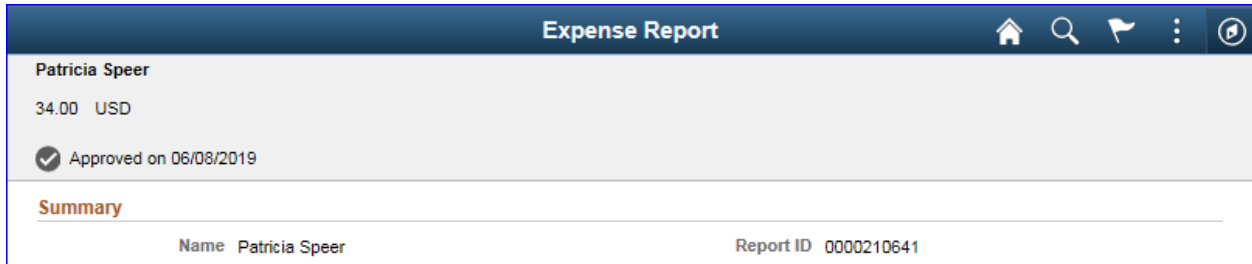 Expense Report
Patricia Speer
34.00 USD
Approved on 06/08/2019
Summary
Name Patricia Speer Report ID 0000210641